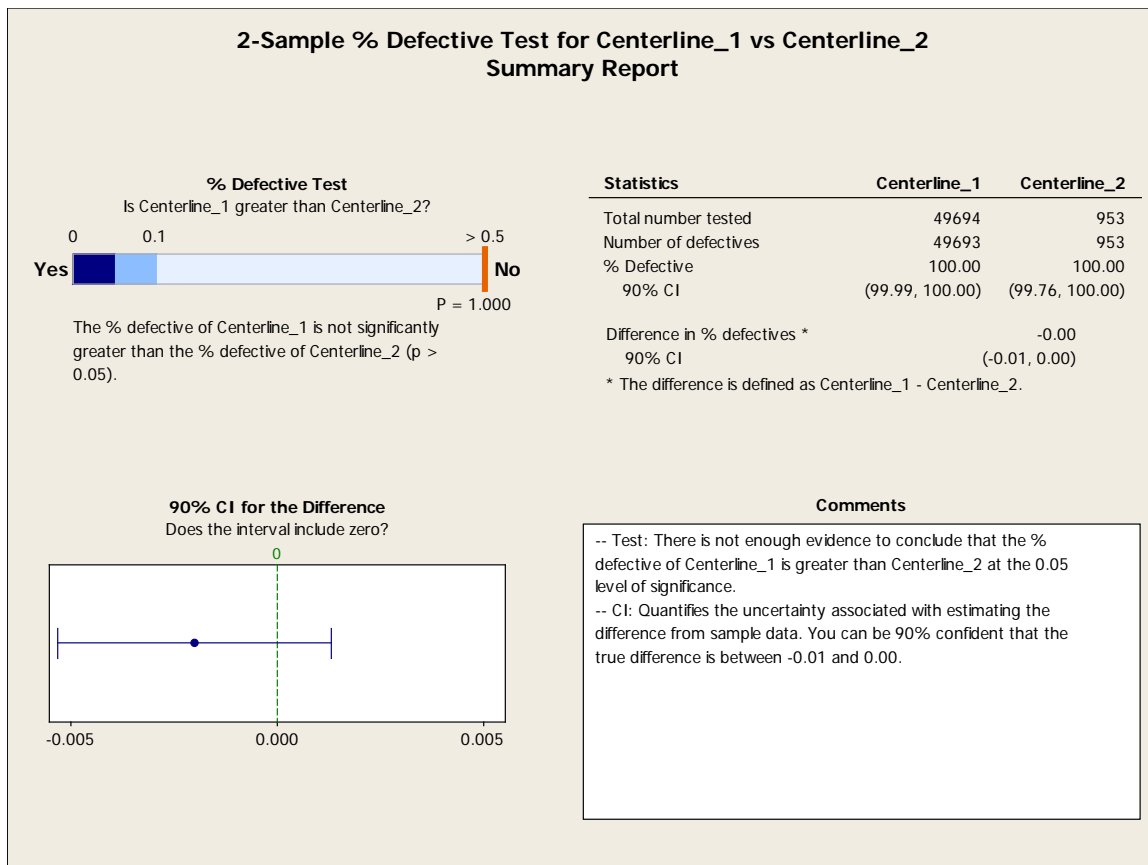 2-Sample % Defective Test for Centerline_1 vs Centerline_2
Summary Report
% Defective Test
Is Centerline_1 greater than Centerline_2?
0 0.1 > 0.5
Yes No
P = 1.000
The % defective of Centerline_1 is not significantly
greater than the % defective of Centerline_2 (p >
0.05).
Statistics Centerline_1 Centerline_2
Total number tested 49694 953
Number of defectives 49693 953
% Defective 100.00 100.00
90% CI (99.99, 100.00) (99.76, 100.00)
Difference in % defectives * -0.00
90% CI (-0.01, 0.00)
* The difference is defined as Centerline_1 - Centerline_2.
90% CI for the Difference
Does the interval include zero?
0
-0.005 0.000 0.005
Comments
-- Test: There is not enough evidence to conclude that the %
defective of Centerline_1 is greater than Centerline_2 at the 0.05
level of significance.
-- CI: Quantifies the uncertainty associated with estimating the
difference from sample data. You can be 90% confident that the
true difference is between -0.01 and 0.00.